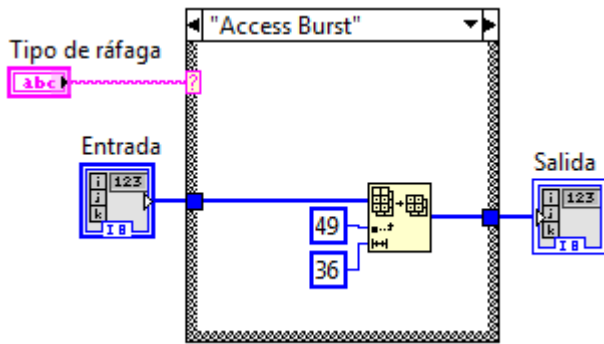 "Access Burst"
Tipo de ráfaga
abc
?
Entrada
i
j
k
123
I8
49
36
Salida
i
j
k
123
I8